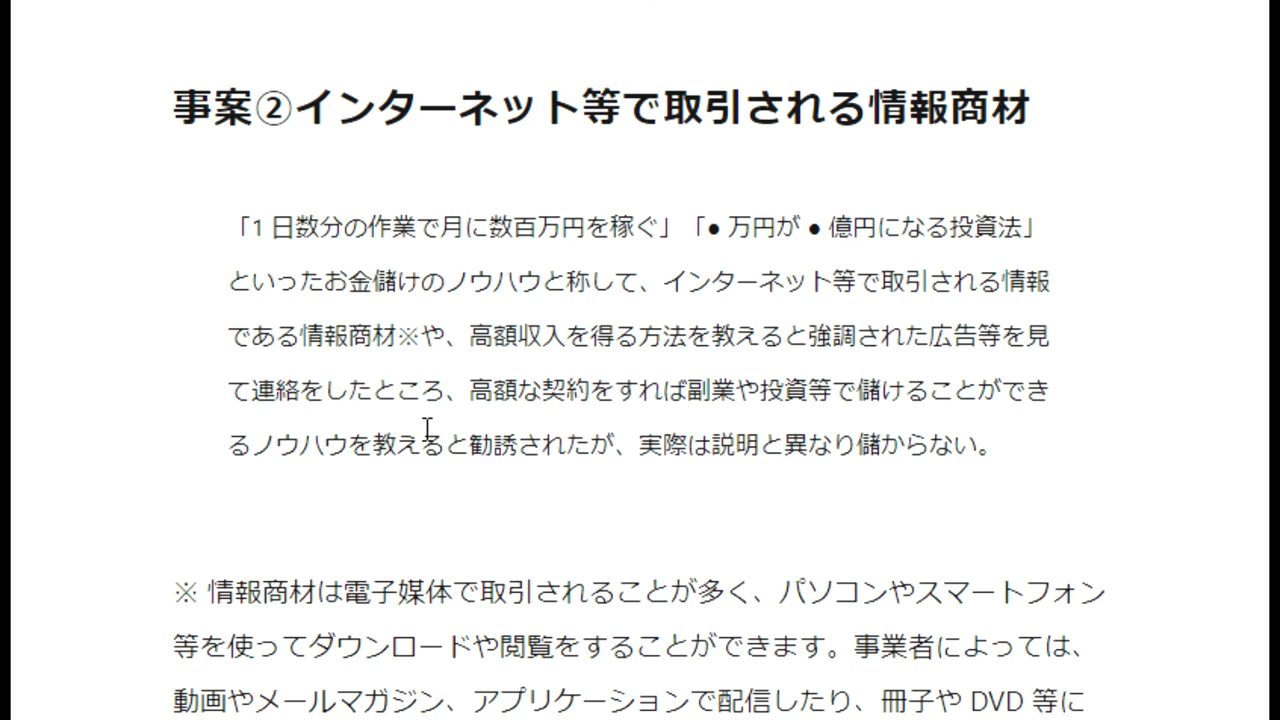 事案②インターネット等で取引される情報商材
「1 日数分の作業で月に数百万円を稼ぐ」「● 万円が ● 億円になる投資法」
といったお金儲けのノウハウと称して、インターネット等で取引される情報
である情報商材※や、高額収入を得る方法を教えると強調された広告等を見
て連絡をしたところ、高額な契約をすれば副業や投資等で儲けることができ
るノウハウを教えると勧誘されたが、実際は説明と異なり儲からない。
※ 情報商材は電子媒体で取引されることが多く、パソコンやスマートフォン
等を使ってダウンロードや閲覧をすることができます。事業者によっては、
動画やメールマガジン、アプリケーションで配信したり、冊子や DVD 等に